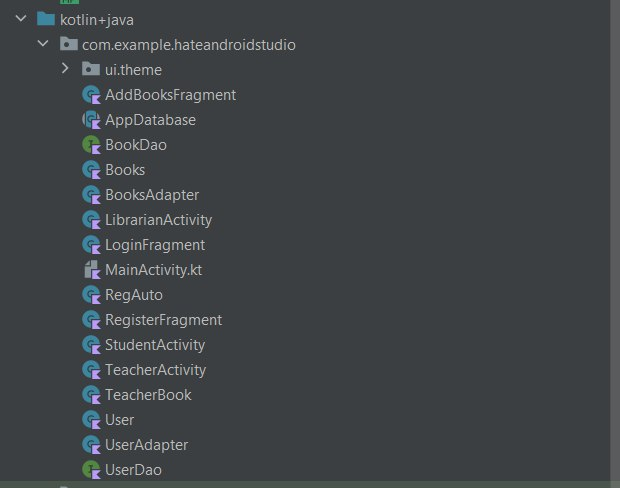 kotlin+java
com.example.hateandroidstudio
ui.theme
AddBooksFragment
AppDatabase
BookDao
Books
BooksAdapter
LibrarianActivity
LoginFragment
MainActivity.kt
RegAuto
RegisterFragment
StudentActivity
TeacherActivity
TeacherBook
User
UserAdapter
UserDao